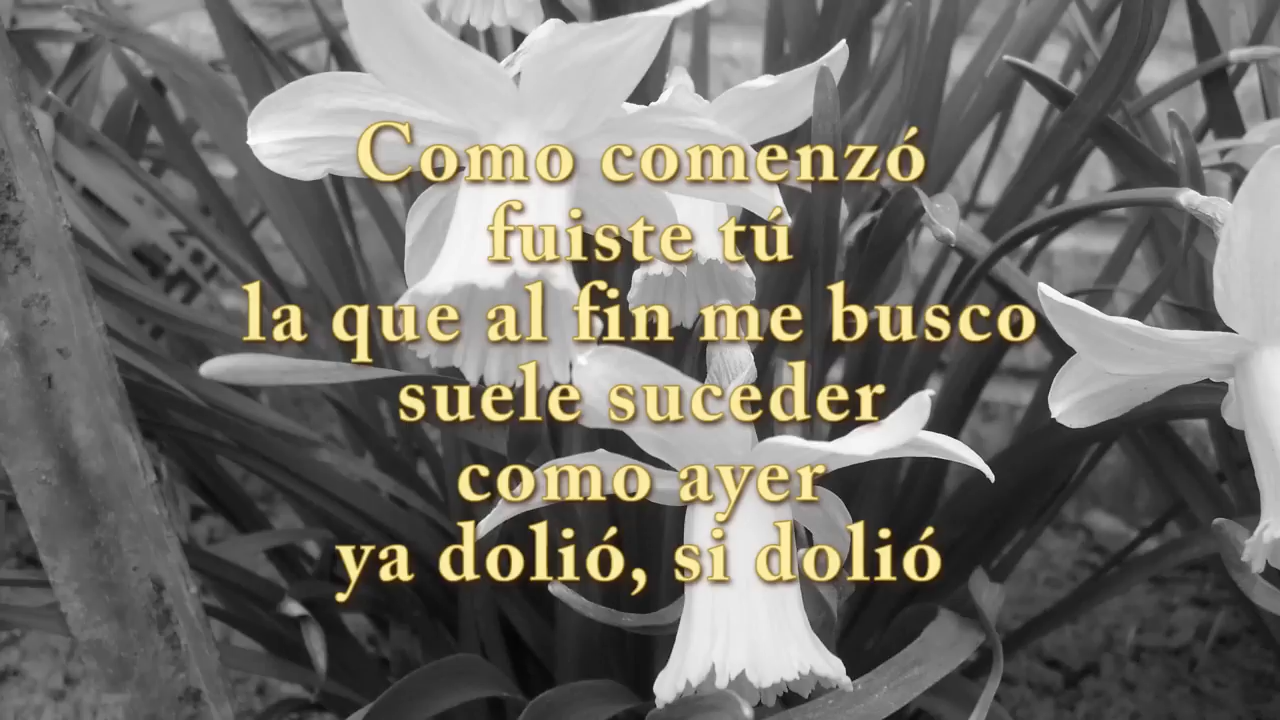 Como comenzó
fuiste tú
la que al fin me busco
suele suceder
como ayer
ya dolió, si dolió